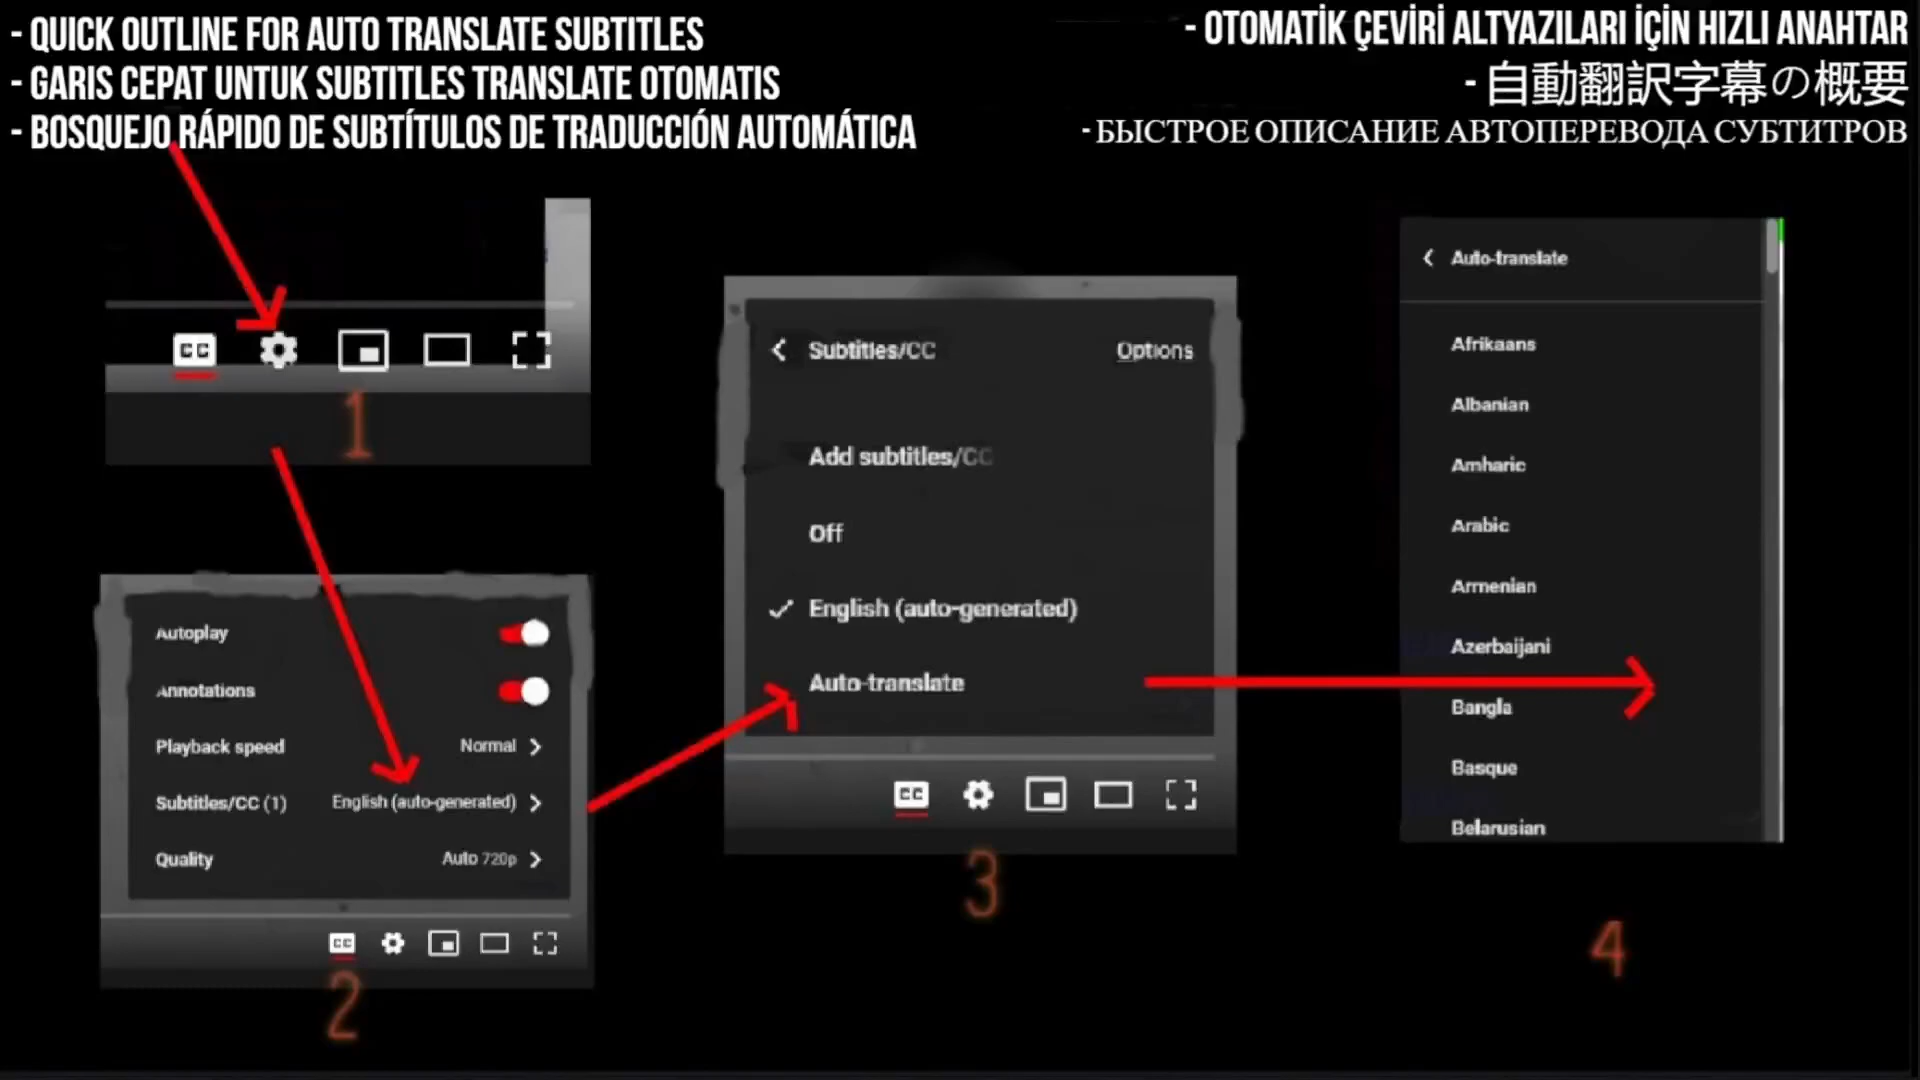 - QUICK OUTLINE FOR AUTO TRANSLATE SUBTITLES
- GARIS CEPAT UNTUK SUBTITLES TRANSLATE OTOMATIS
- BOSQUEJO RÁPIDO DE SUBTÍTULOS DE TRADUCCIÓN AUTOMÁTICA
- OTOMATİK ÇEVİRİ ALTYAZILARI İÇİN HIZLI ANAHTAR
- 自動翻訳字幕の概要
- БЫСТРОЕ ОПИСАНИЕ АВТОПЕРЕВОДА СУБТИТРОВ
CC
1
Autoplay
Annotations
Playback speed Normal
Subtitles/CC (1) English (auto-generated)
Quality Auto 720p
CC
2
Subtitles/CC Options
Add subtitles/CC
Off
English (auto-generated)
Auto-translate
CC
3
Auto-translate
Afrikaans
Albanian
Amharic
Arabic
Armenian
Azerbaijani
Bangla
Basque
Belarusian
4